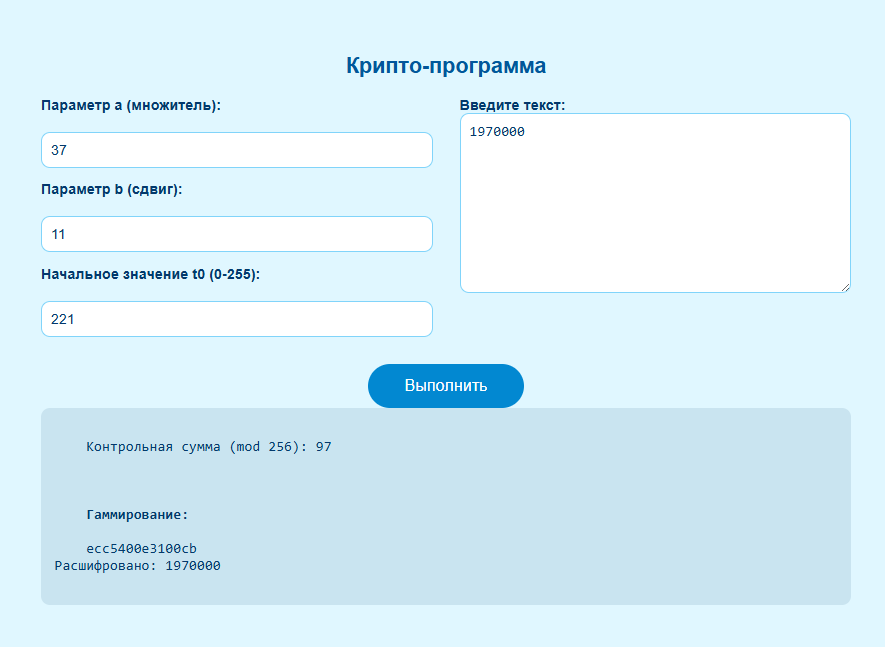 Крипто-программа
Параметр a (множитель):
37
Параметр b (сдвиг):
11
Начальное значение t0 (0-255):
221
Введите текст:
1970000
Выполнить
Контрольная сумма (mod 256): 97
Гаммирование:
ecc5400e3100cb
Расшифровано: 1970000